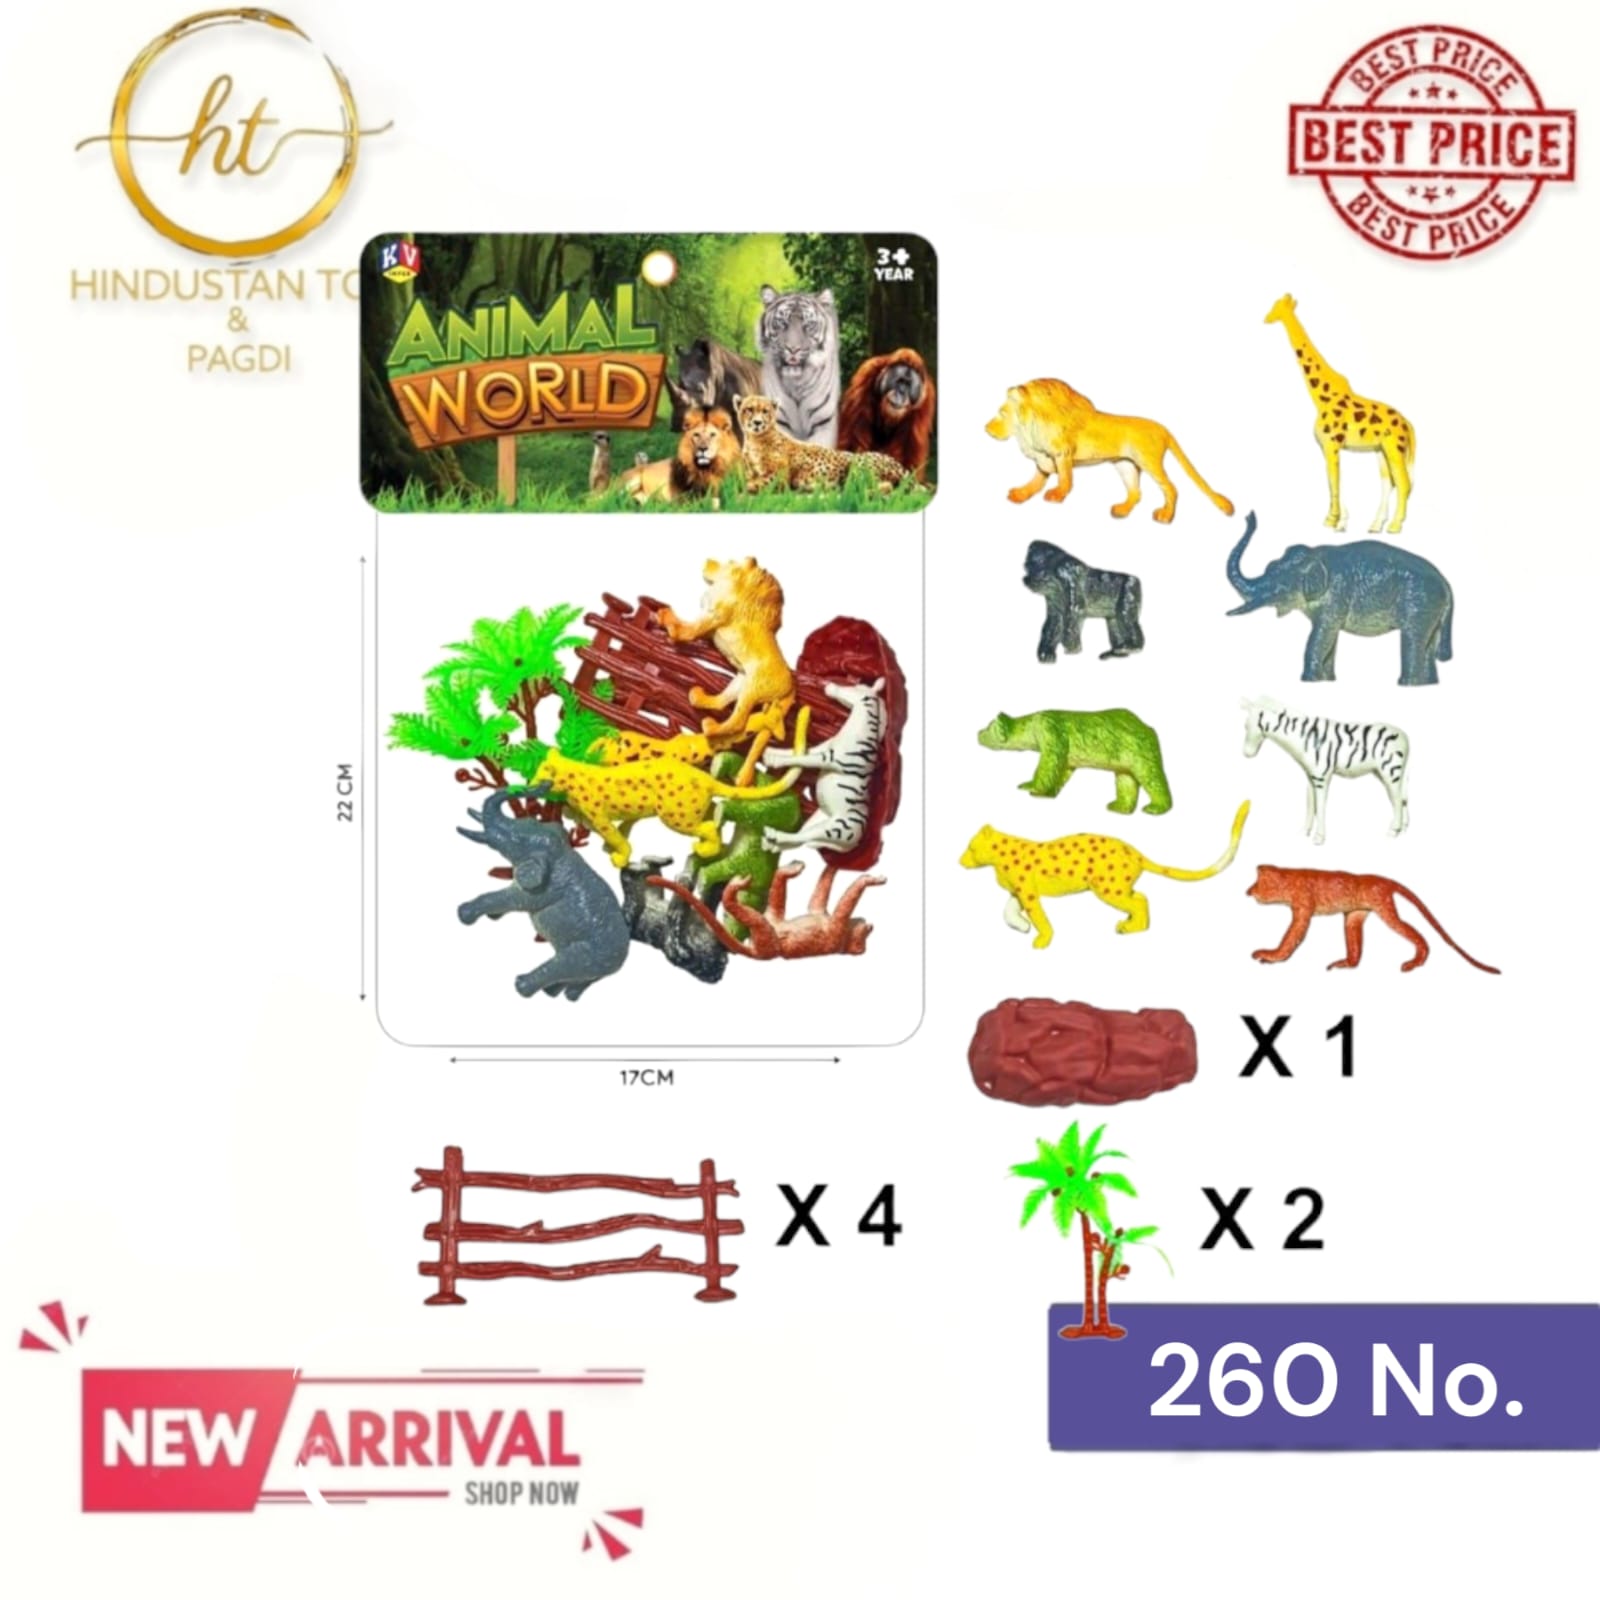 ht
HINDUSTAN TO
&
PAGDI
BEST PRICE
BEST PRICE
BEST PRICE
KV
3+
YEAR
ANIMAL
WORLD
22 CM
17CM
X 1
X 4
X 2
260 No.
NEW ARRIVAL
SHOP NOW